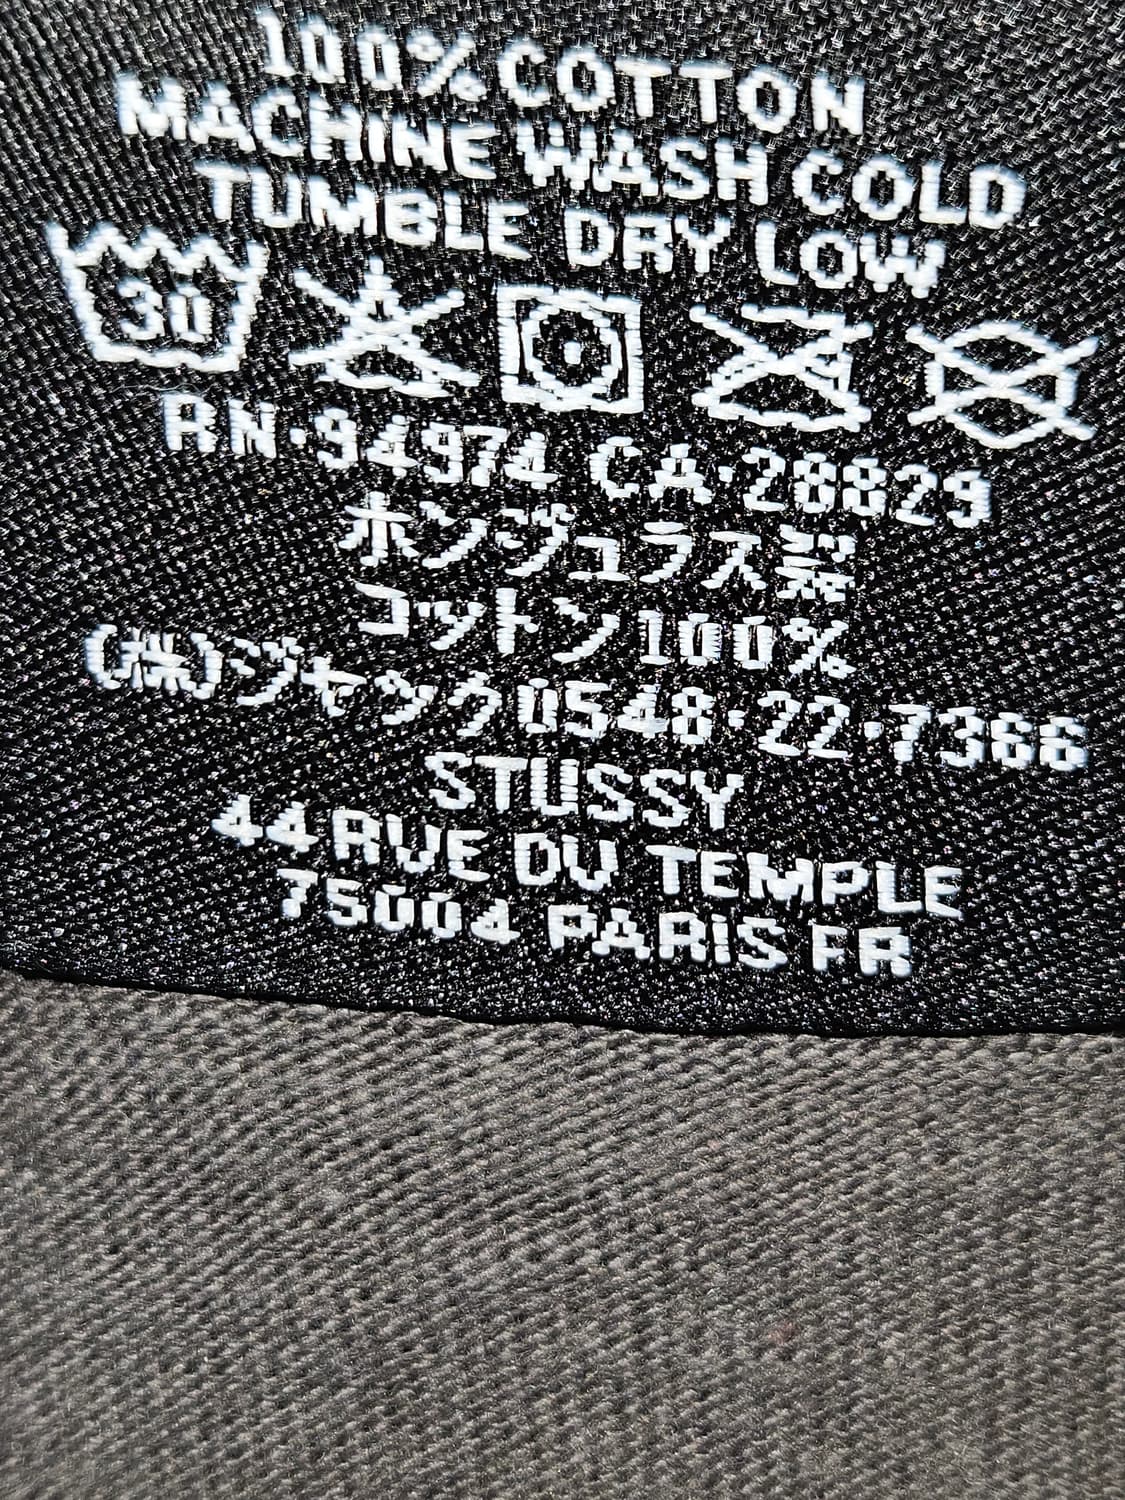 100% COTTON
MACHINE WASH COLD
TUMBLE DRY LOW
30
RN·94974 CA·28829
ホンジュラス製
コットン100%
(株)ジャック0548·22·7366
STUSSY
44 RUE DU TEMPLE
75004 PARIS FR